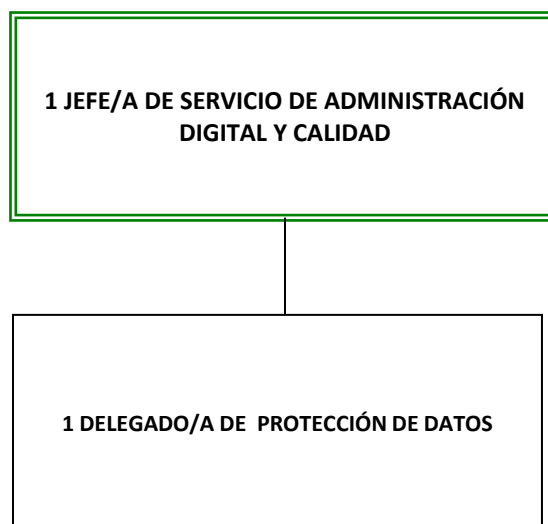 1 JEFE/A DE SERVICIO DE ADMINISTRACIÓN
DIGITAL Y CALIDAD
1 DELEGADO/A DE  PROTECCIÓN DE DATOS